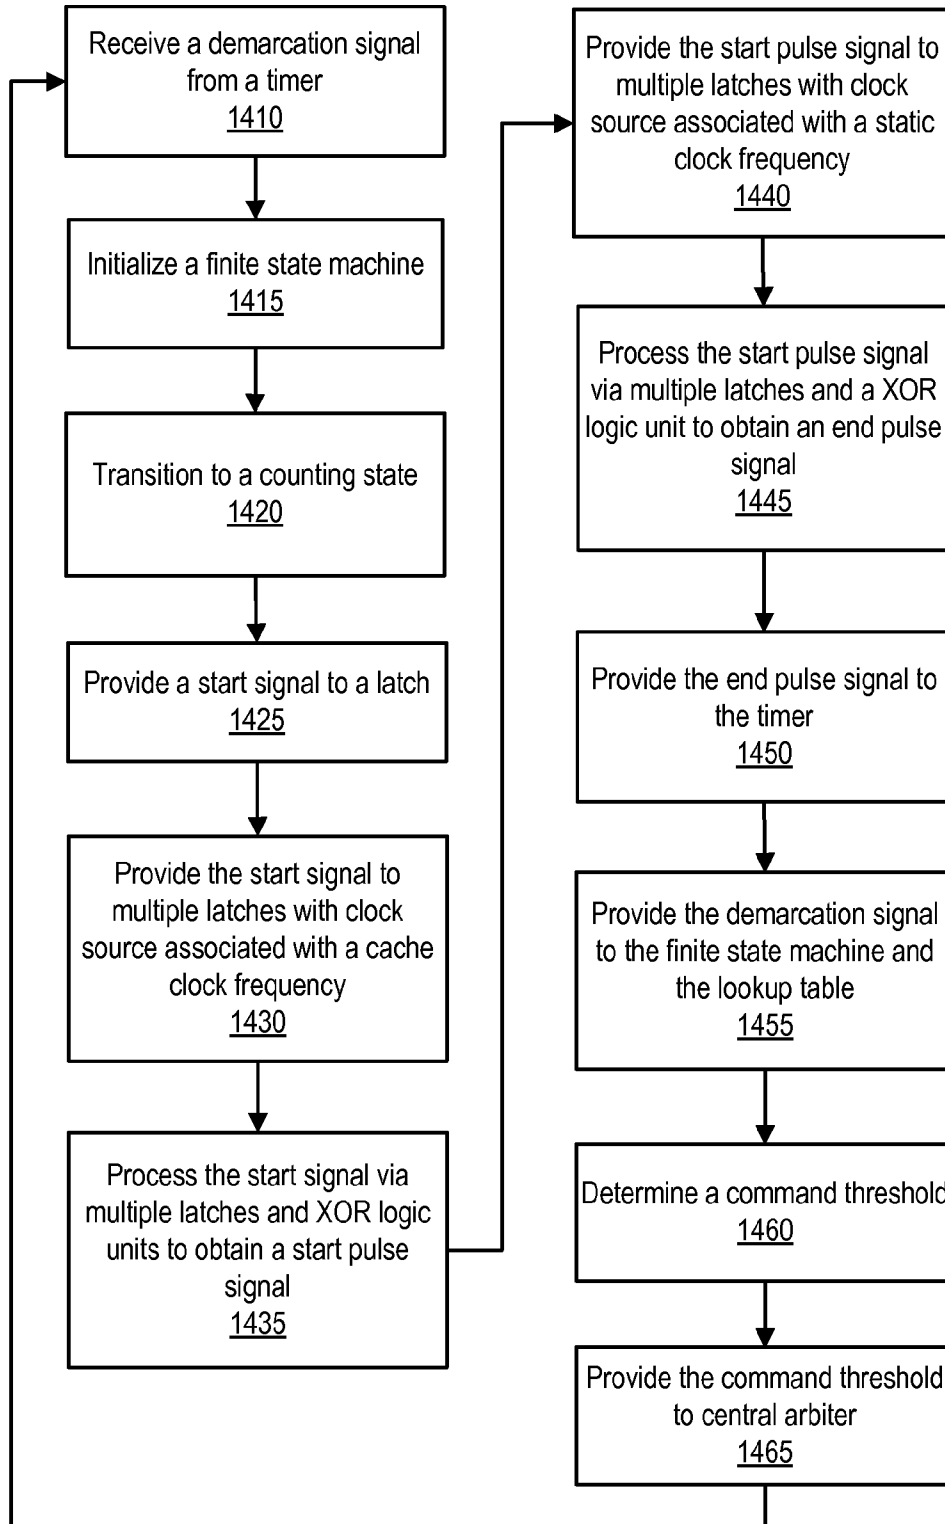 Receive a demarcation signal
from a timer
1410
Initialize a finite state machine
1415
Transition to a counting state
1420
Provide a start signal to a latch
1425
Provide the start signal to
multiple latches with clock
source associated with a cache
clock frequency
1430
Process the start signal via
multiple latches and XOR logic
units to obtain a start pulse
signal
1435
Provide the start pulse signal to
multiple latches with clock
source associated with a static
clock frequency
1440
Process the start pulse signal
via multiple latches and a XOR
logic unit to obtain an end pulse
signal
1445
Provide the end pulse signal to
the timer
1450
Provide the demarcation signal
to the finite state machine and
the lookup table
1455
Determine a command threshold
1460
Provide the command threshold
to central arbiter
1465